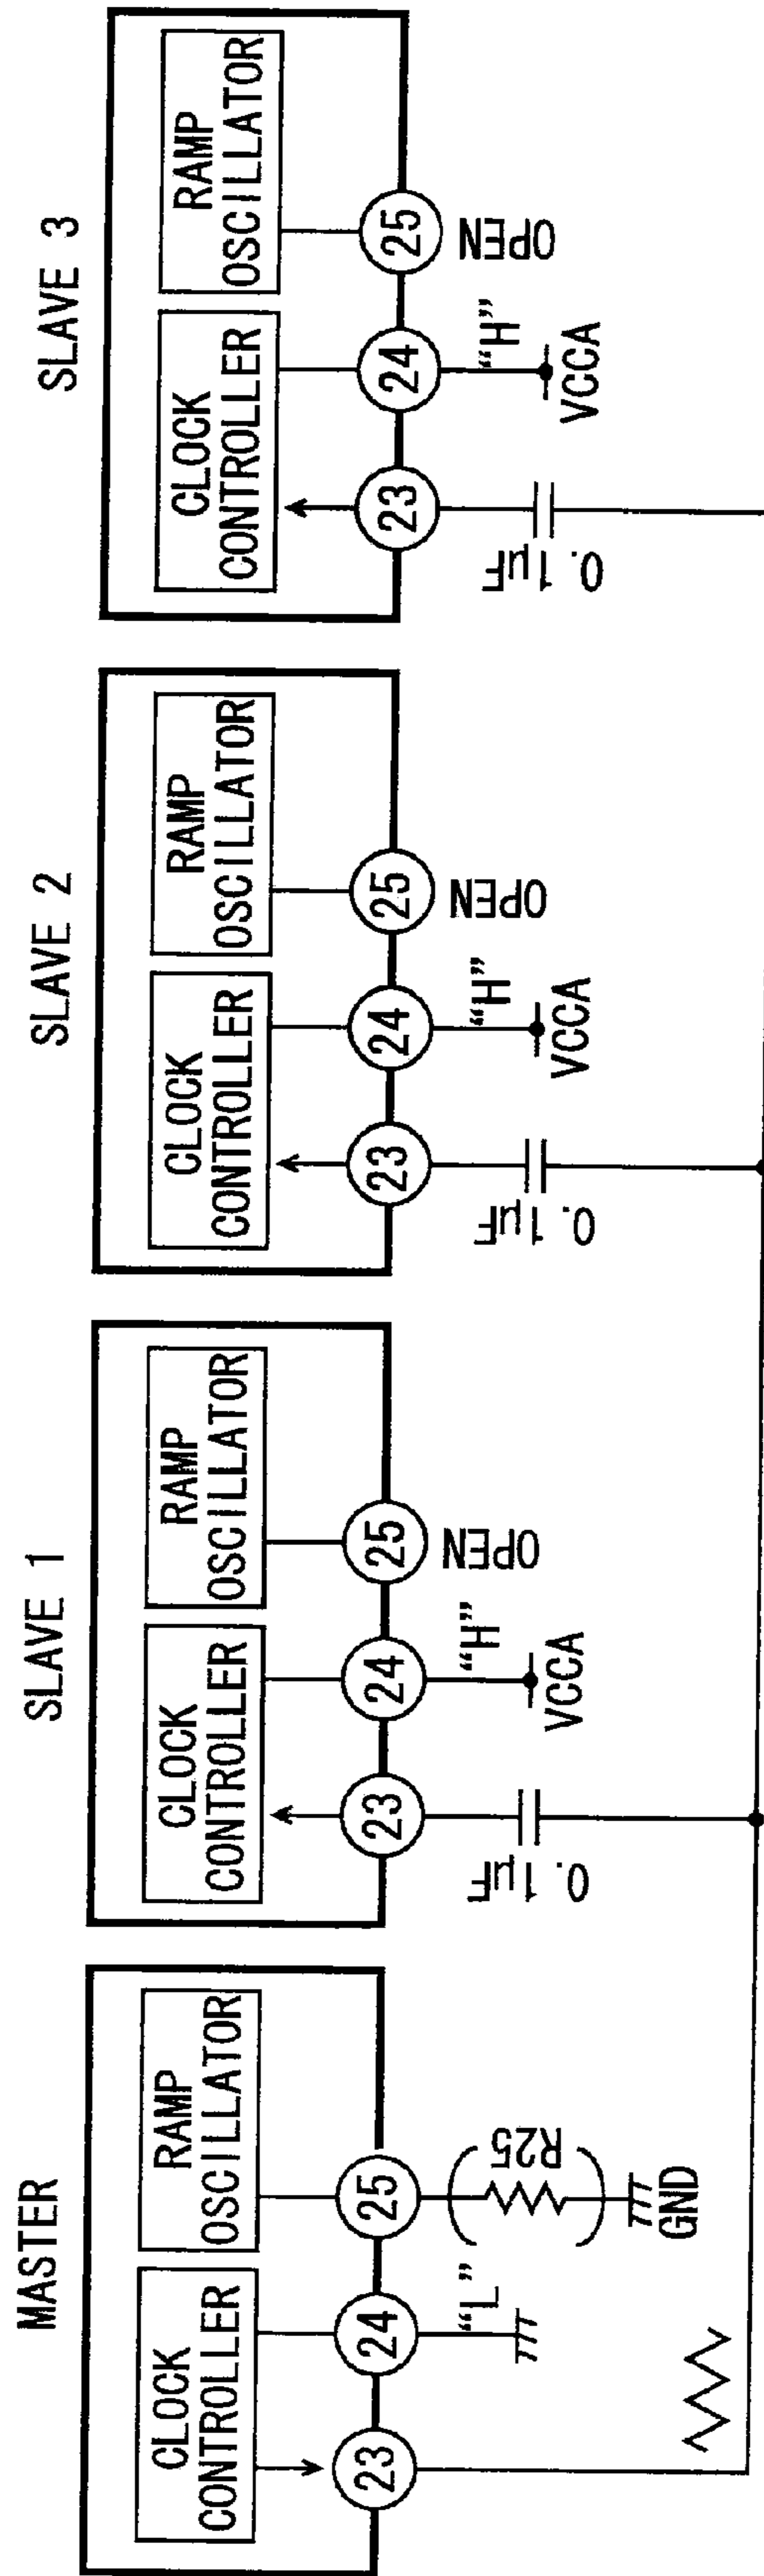 MASTER
CLOCK
CONTROLLER
RAMP
OSCILLATOR
23
24
25
“L”
R25
GND
SLAVE 1
CLOCK
CONTROLLER
RAMP
OSCILLATOR
23
24
25
0.1µF
“H”
VCCA
OPEN
SLAVE 2
CLOCK
CONTROLLER
RAMP
OSCILLATOR
23
24
25
0.1µF
“H”
VCCA
OPEN
SLAVE 3
CLOCK
CONTROLLER
RAMP
OSCILLATOR
23
24
25
0.1µF
“H”
VCCA
OPEN